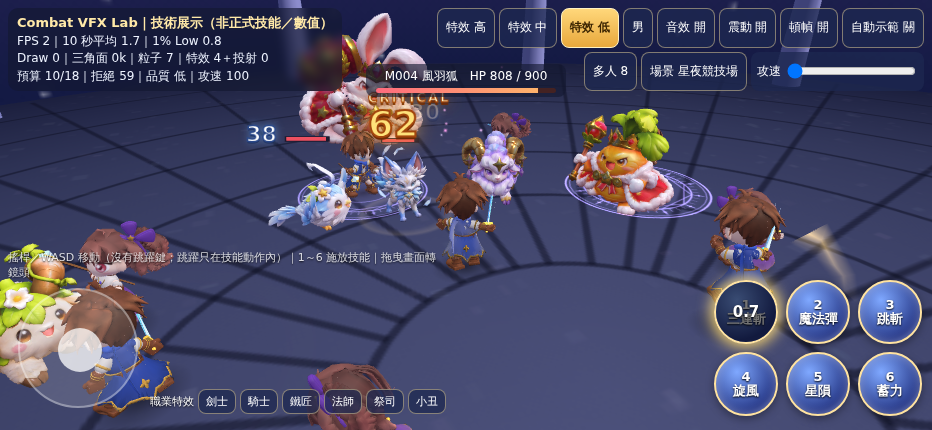 Combat VFX Lab｜技術展示（非正式技能／數值）
FPS 2｜10 秒平均 1.7｜1% Low 0.8
Draw 0｜三角面 0k｜粒子 7｜特效 4＋投射 0
預算 10/18｜拒絕 59｜品質 低｜攻速 100
特效 高
特效 中
特效 低
男
音效 開
震動 開
頓幀 開
自動示範 關
多人 8
場景 星夜競技場
攻速
M004 風羽狐 HP 808 / 900
CRITICAL
62
38
WASD 移動（沒有跳躍鍵；跳躍只在技能動作內）｜1～6 施放技能｜拖曳畫面轉
鏡頭
1
三連斬
0.7
2
魔法彈
3
跳斬
4
旋風
5
星隕
6
蓄力
職業特效
劍士
騎士
鐵匠
法師
祭司
小丑